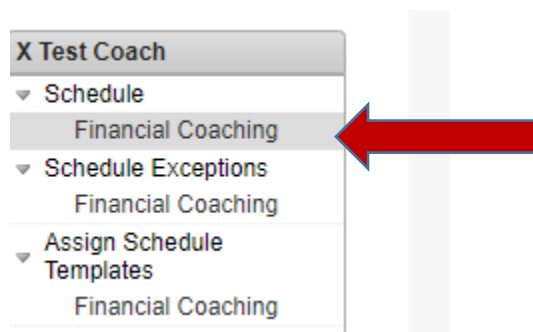 X Test Coach
Schedule
Financial Coaching
Schedule Exceptions
Financial Coaching
Assign Schedule
Templates
Financial Coaching